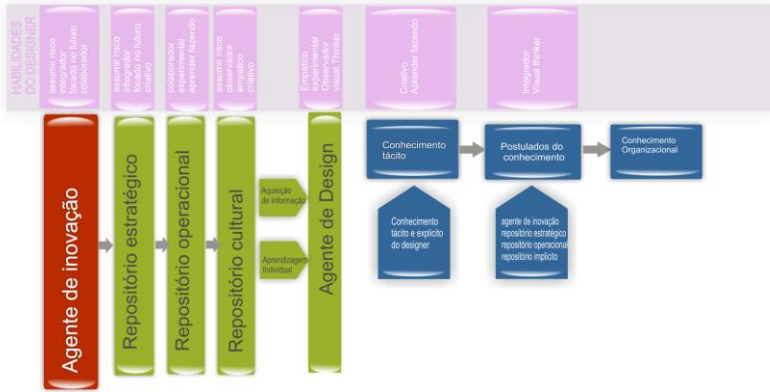 HABILIDADES
DO DESIGNER
assumir risco
integrador
focado no futuro
colaborador
assumir risco
integrador
focado no futuro
criativo
colaborador
experimental
aprender fazendo
assumir risco
observador
empatico
criativo
Empático
experimental
Observador
visual Thinker
Criativo
Aprender fazendo
Integrador
Visual thinker
Agente de inovação
Repositório estratégico
Repositório operacional
Repositório cultural
Aquisição
de Informação
Aprendizagem
Individual
Agente de Design
Conhecimento
tácito
Postulados do
conhecimento
Conhecimento
Organizacional
Conhecimento
tácito e explícito
do designer
agente de inovação
repositório estratégico
repositório operacional
repositório implícito